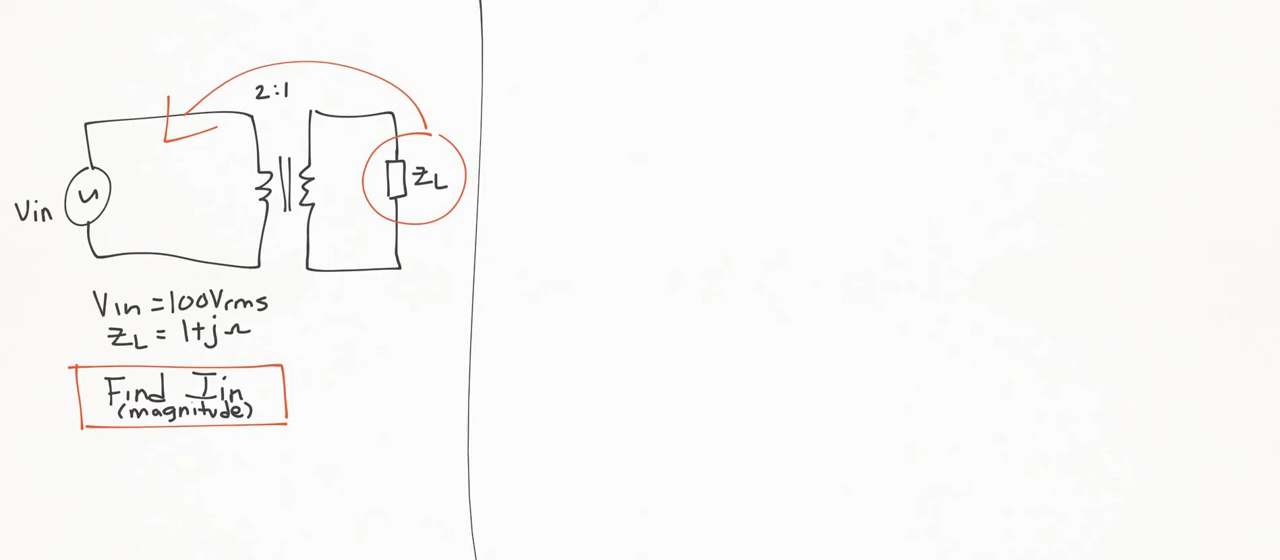 2:1
ZL
Vin
Vin = 100Vrms
ZL = 1+j Ω
Find Iin
(magnitude)